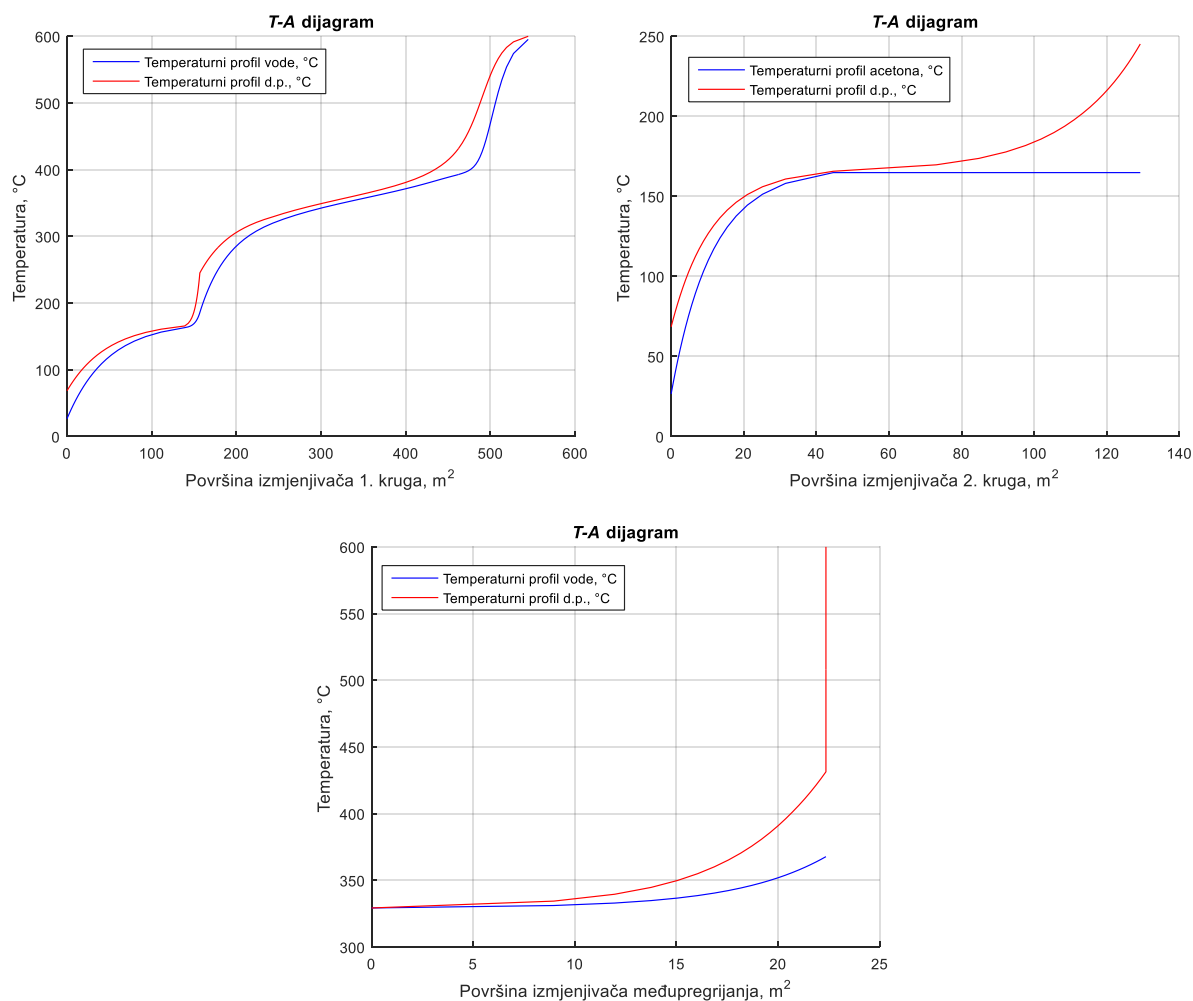 T-A dijagram
Temperatura, °C
600
500
400
300
200
100
0
Temperaturni profil vode, °C
Temperaturni profil d.p., °C
0 100 200 300 400 500 600
Površina izmjenjivača 1. kruga, m²
T-A dijagram
Temperatura, °C
250
200
150
100
50
0
Temperaturni profil acetona, °C
Temperaturni profil d.p., °C
0 20 40 60 80 100 120 140
Površina izmjenjivača 2. kruga, m²
T-A dijagram
Temperatura, °C
600
550
500
450
400
350
300
Temperaturni profil vode, °C
Temperaturni profil d.p., °C
0 5 10 15 20 25
Površina izmjenjivača međupregrijanja, m²